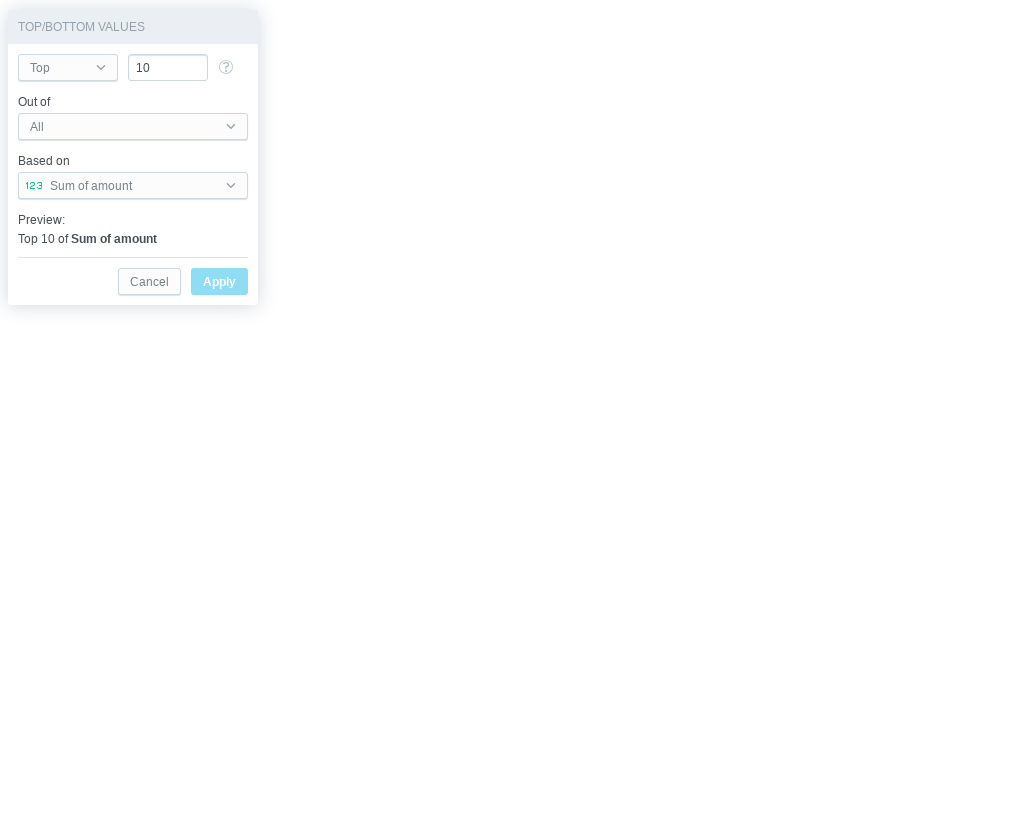 TOP/BOTTOM VALUES
Top 10 ?
Out of
All
Based on
123 Sum of amount
Preview:
Top 10 of Sum of amount
Cancel Apply